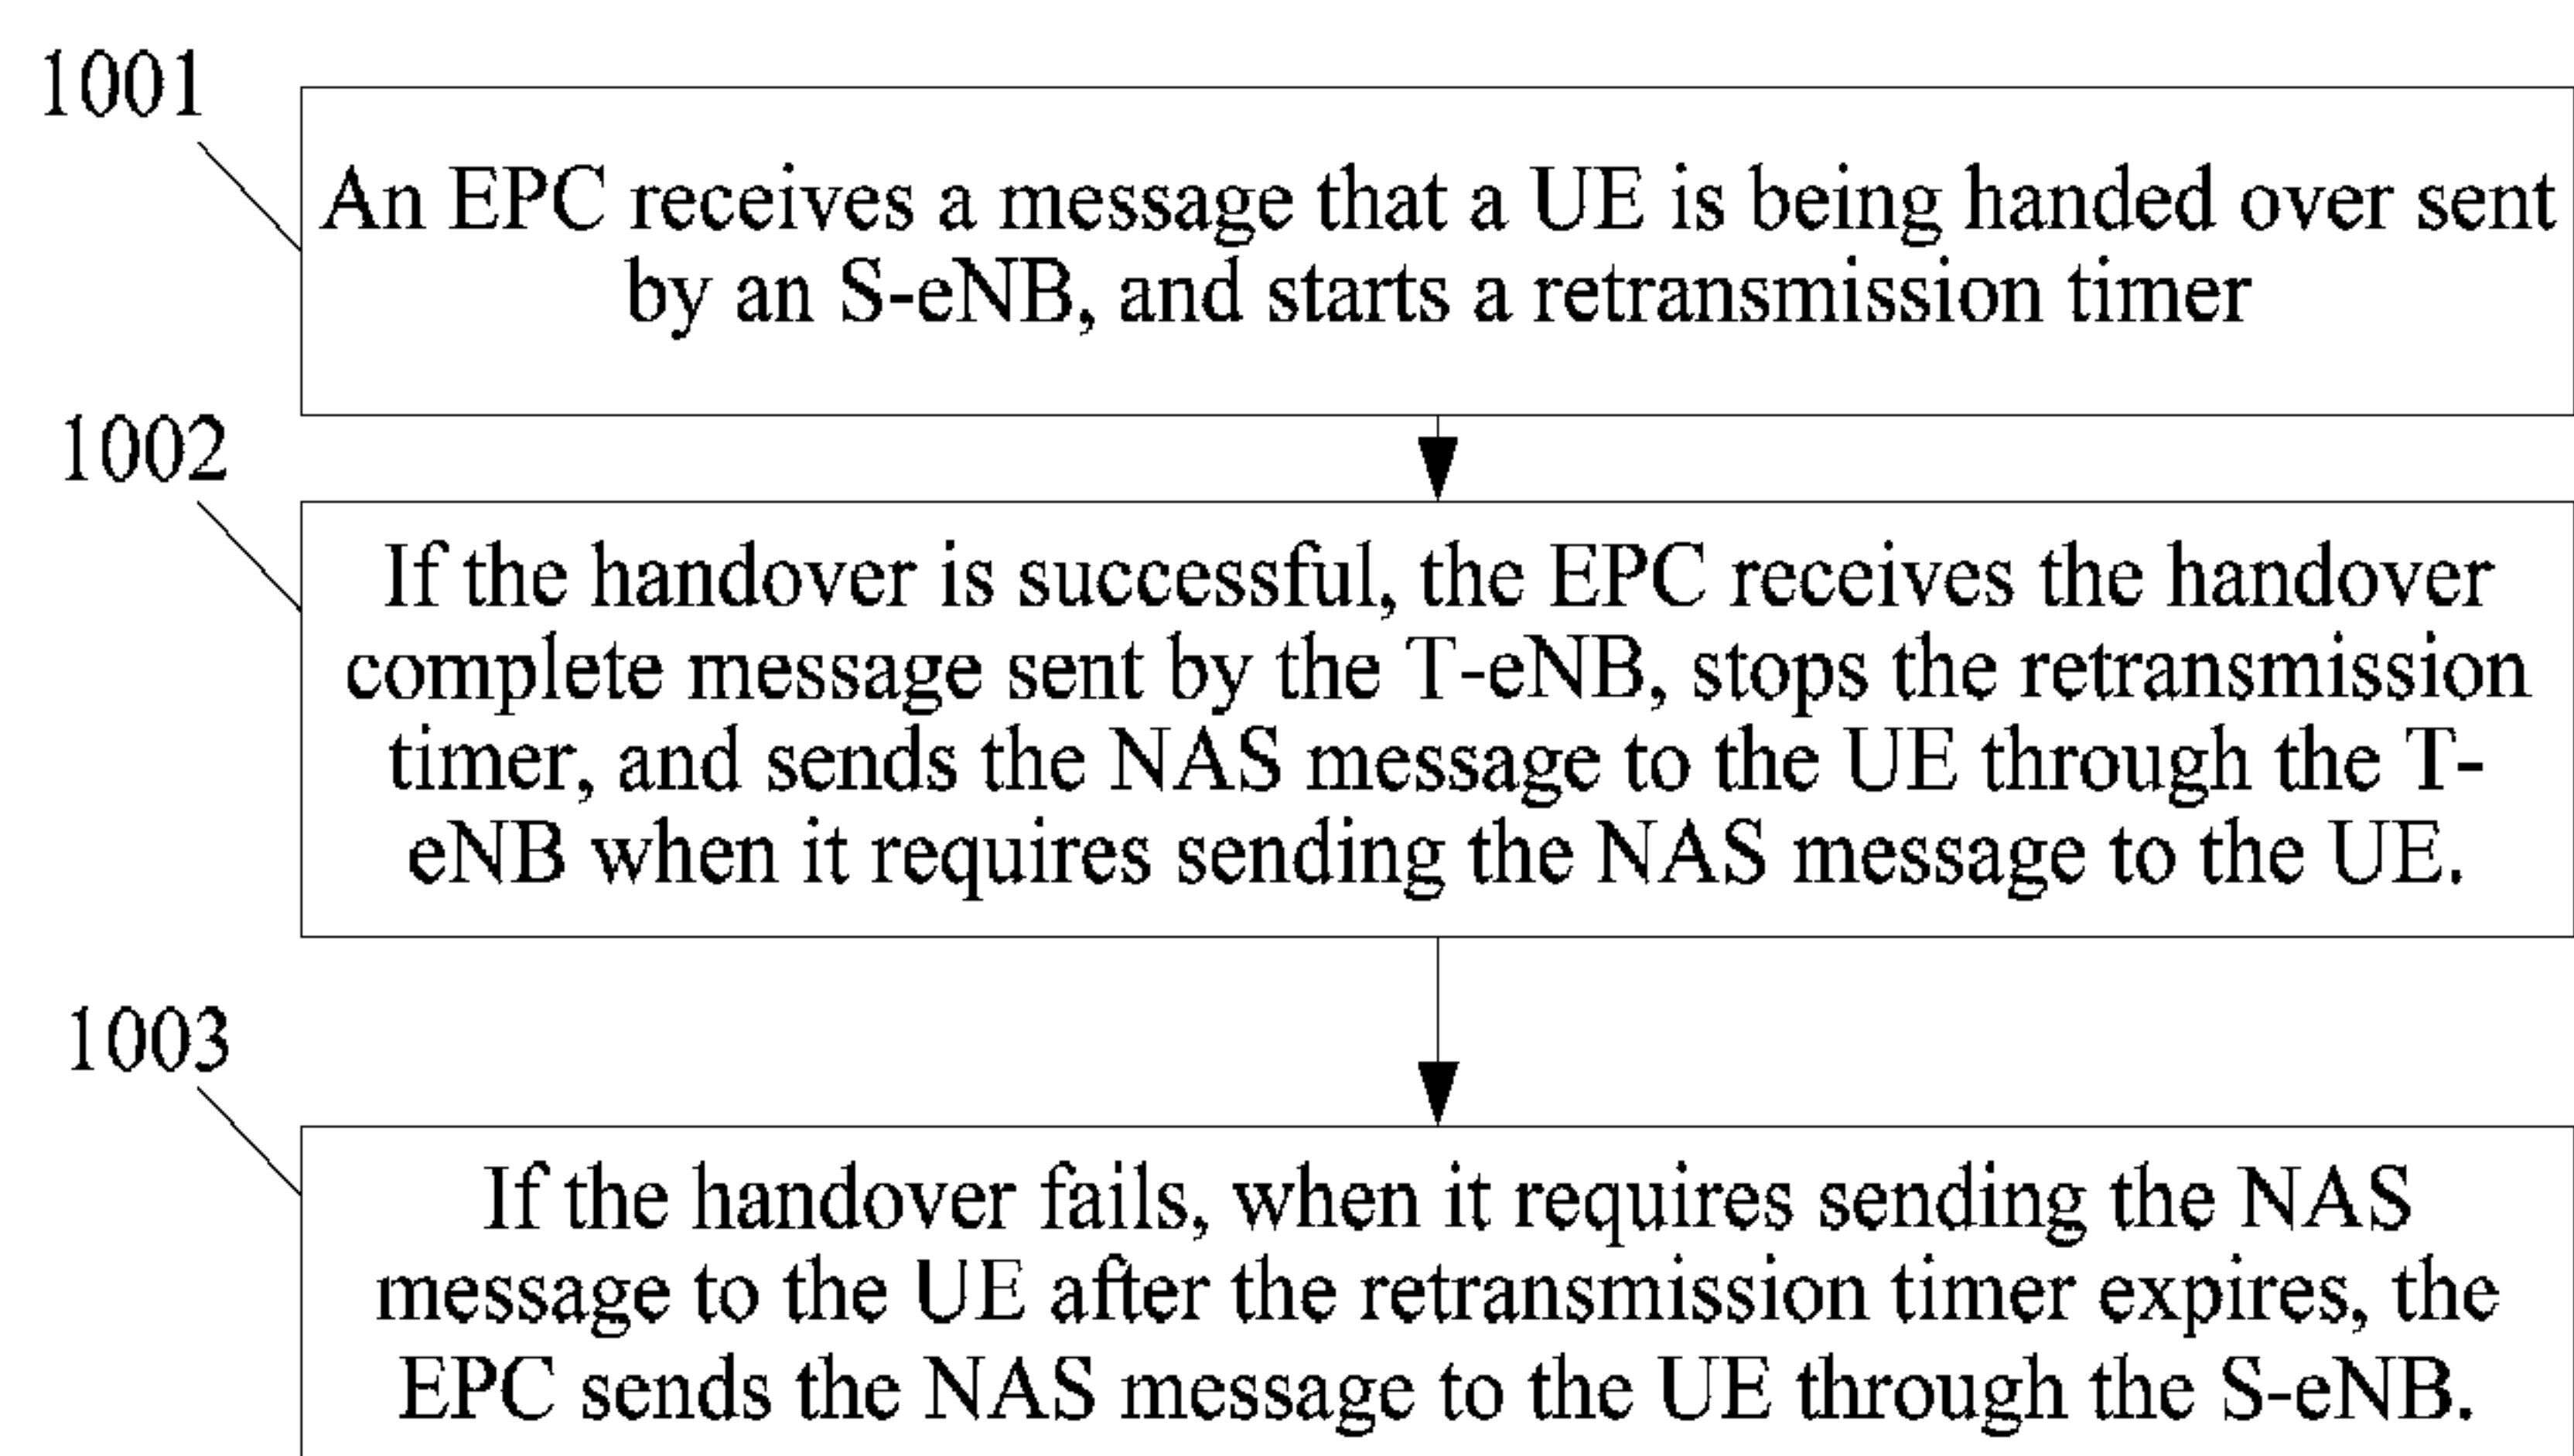 1001
An EPC receives a message that a UE is being handed over sent
by an S-eNB, and starts a retransmission timer
1002
If the handover is successful, the EPC receives the handover
complete message sent by the T-eNB, stops the retransmission
timer, and sends the NAS message to the UE through the T-
eNB when it requires sending the NAS message to the UE.
1003
If the handover fails, when it requires sending the NAS
message to the UE after the retransmission timer expires, the
EPC sends the NAS message to the UE through the S-eNB.